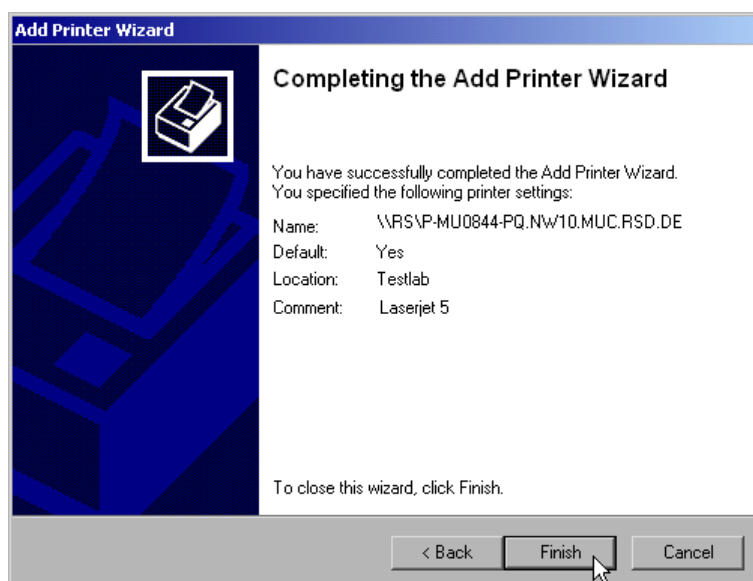 Add Printer Wizard
Completing the Add Printer Wizard
You have successfully completed the Add Printer Wizard.
You specified the following printer settings:
Name: \\RS\P-MU0844-PQ.NW10.MUC.RSD.DE
Default: Yes
Location: Testlab
Comment: Laserjet 5
To close this wizard, click Finish.
< Back Finish Cancel